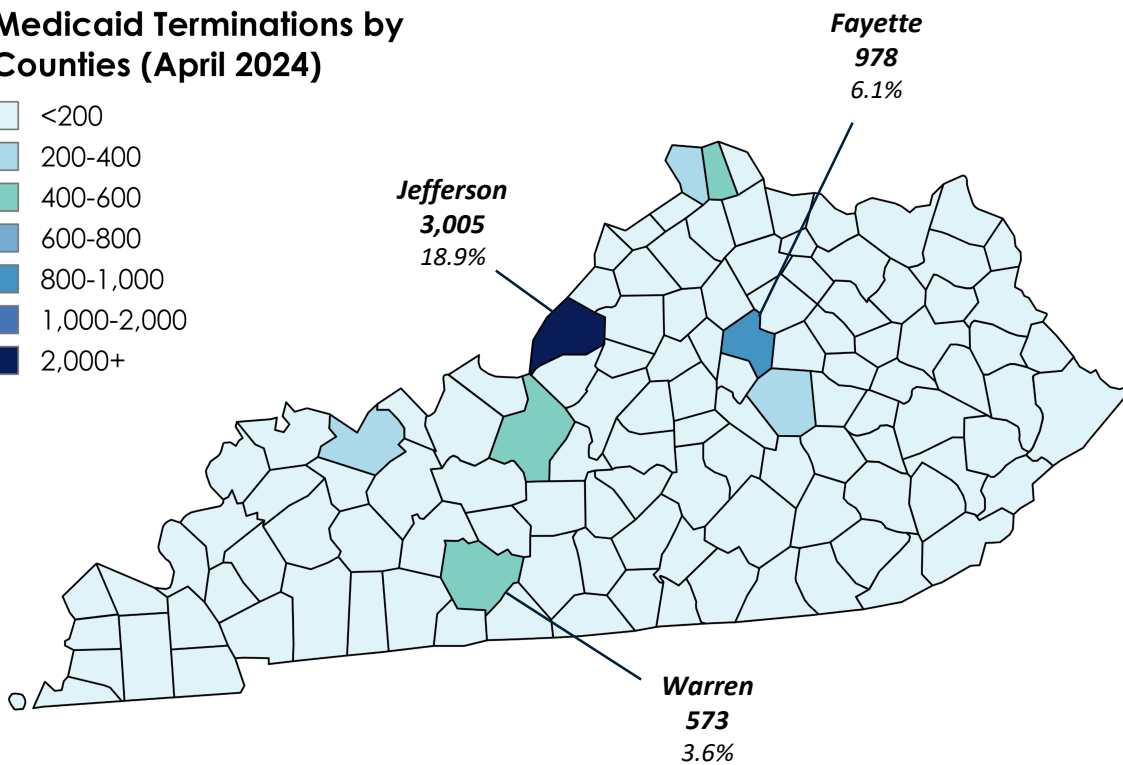 Medicaid Terminations by
Counties (April 2024)
<200
200-400
400-600
600-800
800-1,000
1,000-2,000
2,000+
Fayette
978
6.1%
Jefferson
3,005
18.9%
Warren
573
3.6%